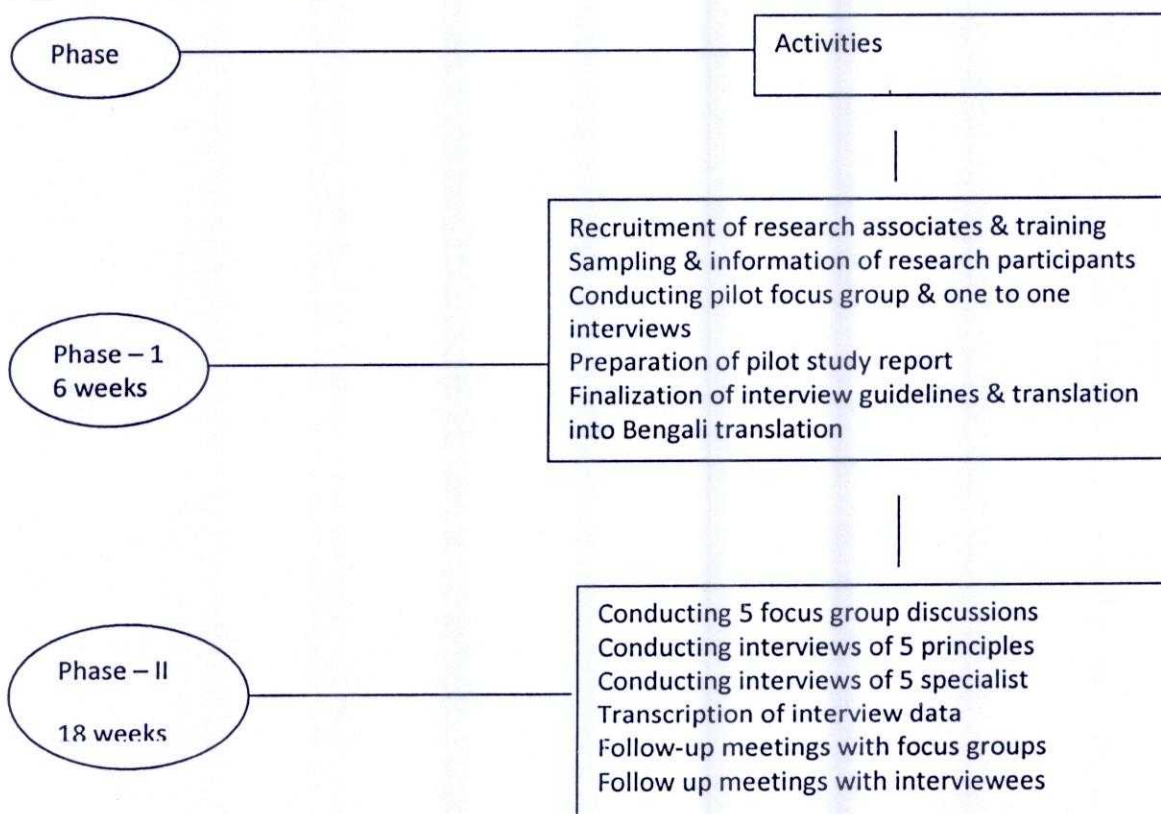 Phase
Activities
Recruitment of research associates & training
Sampling & information of research participants
Conducting pilot focus group & one to one
interviews
Preparation of pilot study report
Finalization of interview guidelines & translation
into Bengali translation
Phase – 1
6 weeks
Conducting 5 focus group discussions
Conducting interviews of 5 principles
Conducting interviews of 5 specialist
Transcription of interview data
Follow-up meetings with focus groups
Follow up meetings with interviewees
Phase – II
18 weeks